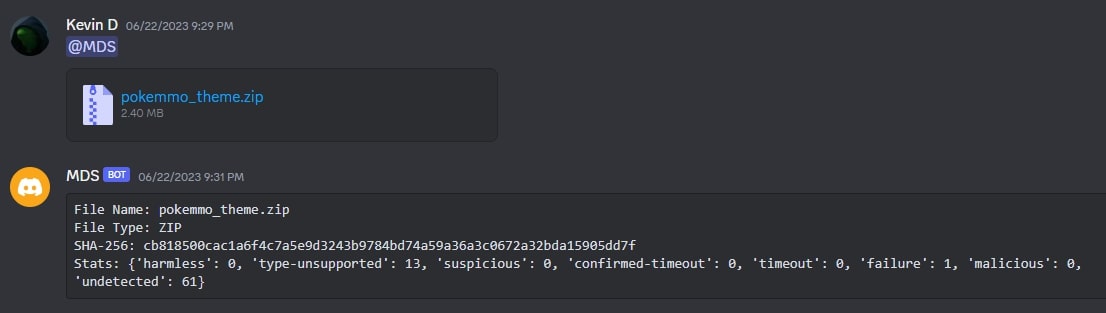 Kevin D 06/22/2023 9:29 PM
@MDS
pokemmo_theme.zip
2.40 MB
MDS BOT 06/22/2023 9:31 PM
File Name: pokemmo_theme.zip
File Type: ZIP
SHA-256: cb818500cac1a6f4c7a5e9d3243b9784bd74a59a36a3c0672a32bda15905dd7f
Stats: {'harmless': 0, 'type-unsupported': 13, 'suspicious': 0, 'confirmed-timeout': 0, 'timeout': 0, 'failure': 1, 'malicious': 0,
'undetected': 61}